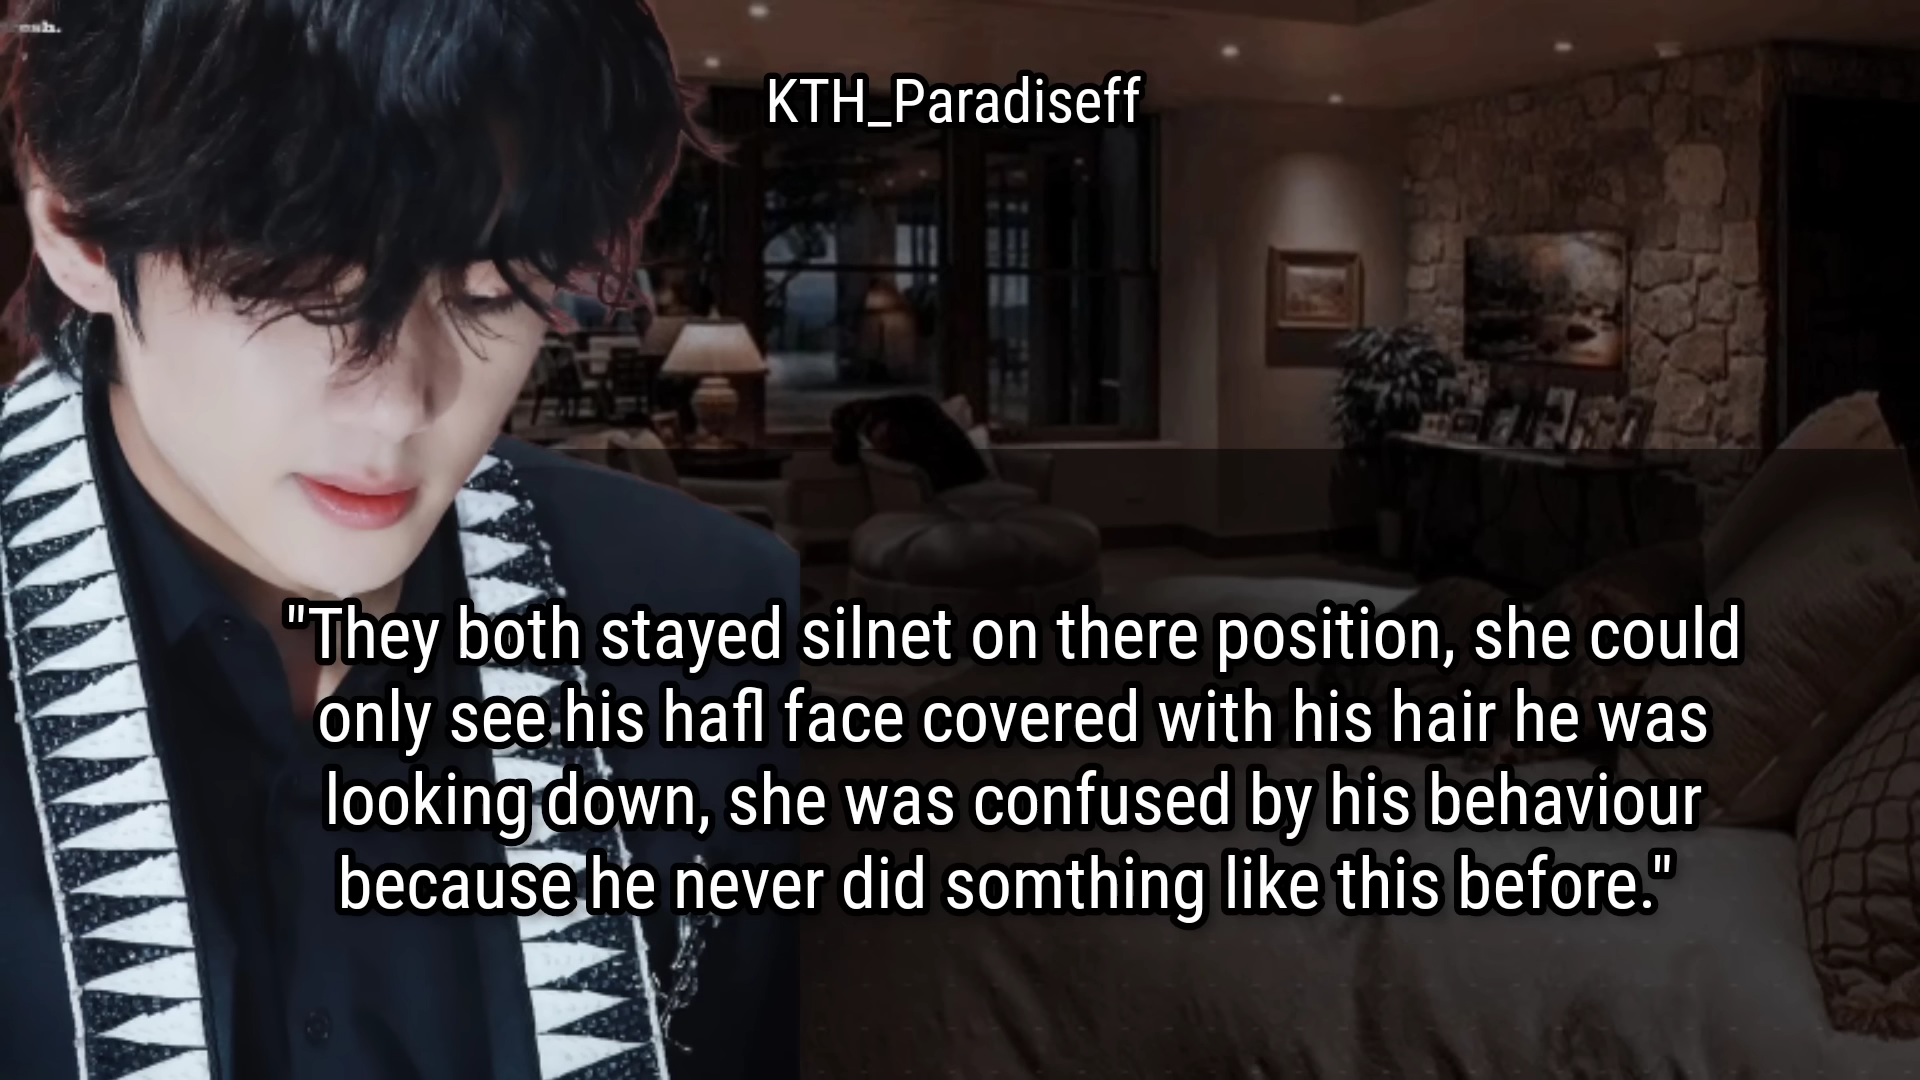 KTH_Paradiseff
"They both stayed silnet on there position, she could
only see his hafl face covered with his hair he was
looking down, she was confused by his behaviour
because he never did somthing like this before."